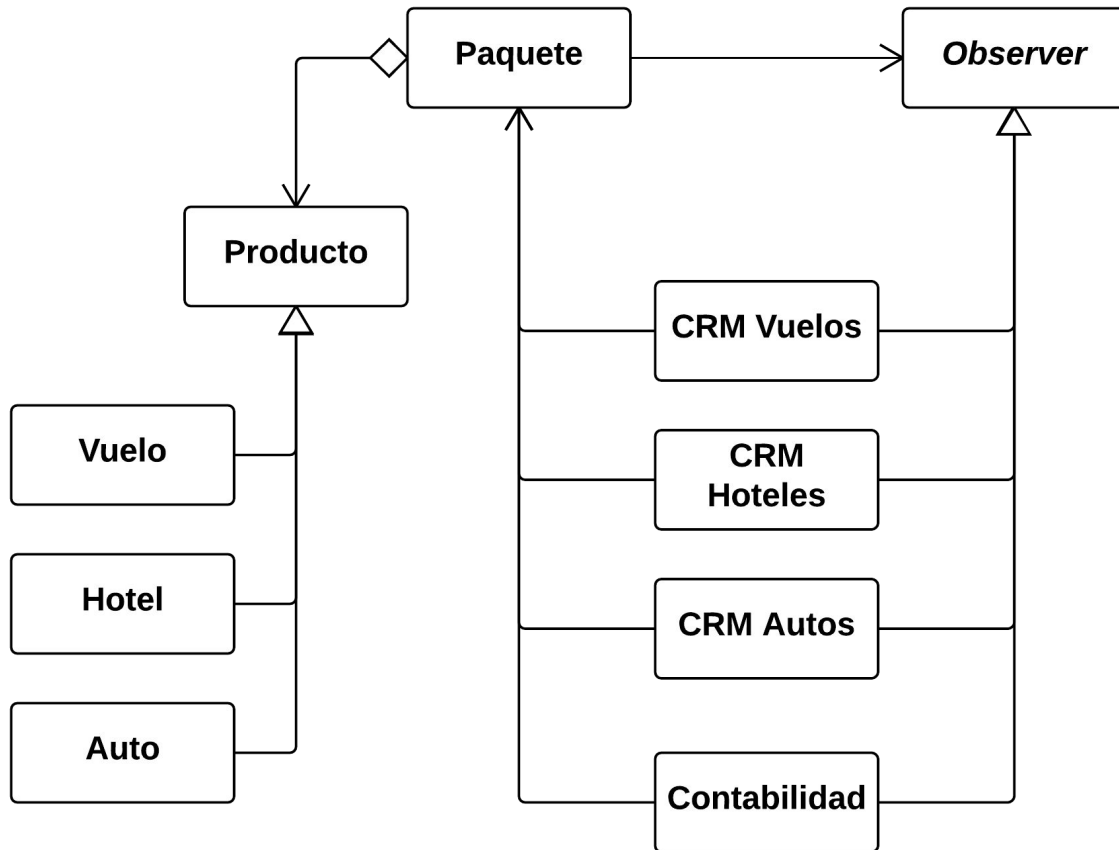 Paquete
Observer
Producto
CRM Vuelos
Vuelo
CRM
Hoteles
Hotel
CRM Autos
Auto
Contabilidad